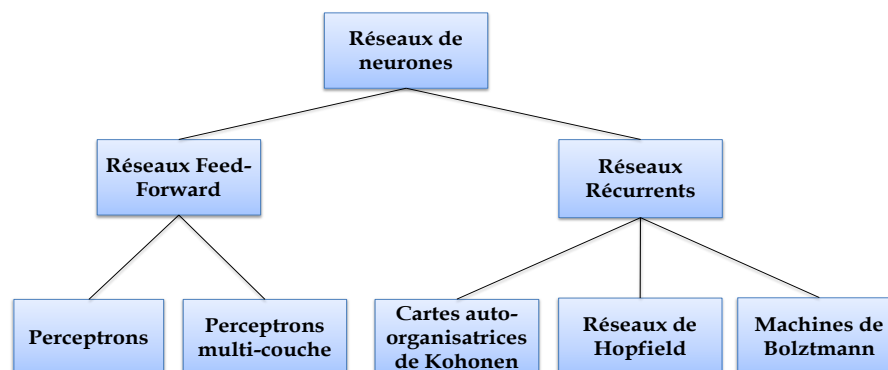 Réseaux de
neurones
Réseaux Feed-
Forward
Réseaux
Récurrents
Perceptrons
Perceptrons
multi-couche
Cartes auto-
organisatrices
de Kohonen
Réseaux de
Hopfield
Machines de
Bolztmann